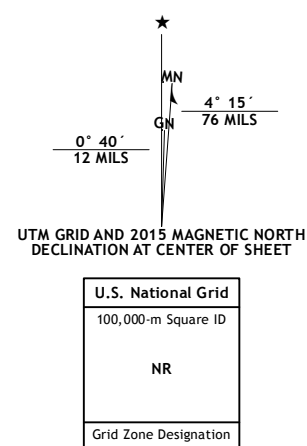 ★
MN
4° 15´
76 MILS
GN
0° 40´
12 MILS
UTM GRID AND 2015 MAGNETIC NORTH
DECLINATION AT CENTER OF SHEET
U.S. National Grid
100,000-m Square ID
NR
Grid Zone Designation